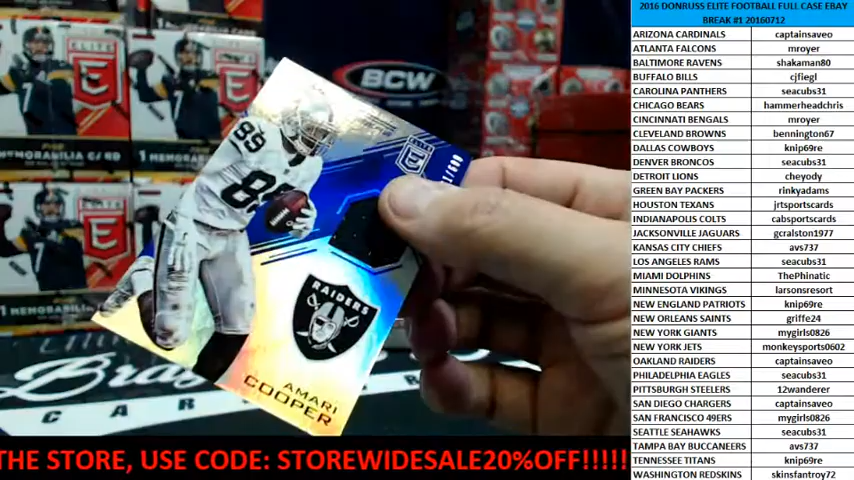 2016 DONRUSS ELITE FOOTBALL FULL CASE EBAY
BREAK #1 20160712
ARIZONA CARDINALS captainsaveo
ATLANTA FALCONS mroyer
BALTIMORE RAVENS shakaman80
BUFFALO BILLS cjfiegl
CAROLINA PANTHERS seacubs31
CHICAGO BEARS hammerheadchris
CINCINNATI BENGALS mroyer
CLEVELAND BROWNS bennington67
DALLAS COWBOYS knip69re
DENVER BRONCOS seacubs31
DETROIT LIONS cheyody
GREEN BAY PACKERS rinkyadams
HOUSTON TEXANS jrtsportscards
INDIANAPOLIS COLTS cabsportscards
JACKSONVILLE JAGUARS gcralston1977
KANSAS CITY CHIEFS avs737
LOS ANGELES RAMS seacubs31
MIAMI DOLPHINS ThePhinatic
MINNESOTA VIKINGS larsonsresort
NEW ENGLAND PATRIOTS knip69re
NEW ORLEANS SAINTS griffe24
NEW YORK GIANTS mygirls0826
NEW YORK JETS monkeysports0602
OAKLAND RAIDERS captainsaveo
PHILADELPHIA EAGLES seacubs31
PITTSBURGH STEELERS 12wanderer
SAN DIEGO CHARGERS captainsaveo
SAN FRANCISCO 49ERS mygirls0826
SEATTLE SEAHAWKS seacubs31
TAMPA BAY BUCCANEERS avs737
TENNESSEE TITANS knip69re
WASHINGTON REDSKINS skinsfantroy72
BCW
ELITE
ELITE
ELITE
MEMORABILIA CARD
1 MEMORABILIA
89
ELITE
RAIDERS
AMARI
COOPER
THE STORE, USE CODE: STOREWIDESALE20%OFF!!!!!